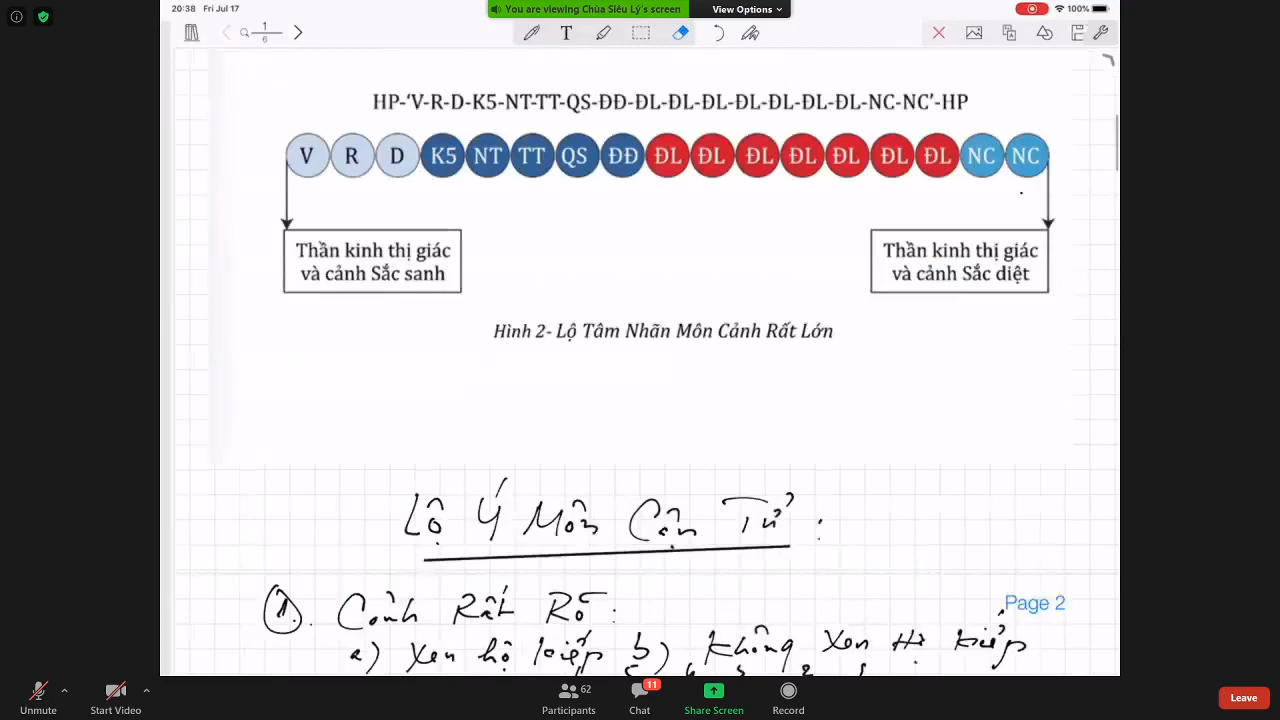 20:38 Fri Jul 17
You are viewing Chùa Siêu Lý's screen
View Options
100%
1
6
T
HP-‘V-R-D-K5-NT-TT-QS-ĐĐ-ĐL-ĐL-ĐL-ĐL-ĐL-ĐL-ĐL-NC-NC’-HP
V R D K5 NT TT QS ĐĐ ĐL ĐL ĐL ĐL ĐL ĐL ĐL NC NC
Thần kinh thị giác
và cảnh Sắc sanh
Thần kinh thị giác
và cảnh Sắc diệt
Hình 2- Lộ Tâm Nhãn Môn Cảnh Rất Lớn
Lộ Ý Môn Cận Tử :
1. Cảnh Rất Rõ :
Page 2
a) Xen hộ kiếp b) Không Xen Hộ kiếp
Unmute
Start Video
62
Participants
11
Chat
Share Screen
Record
Leave